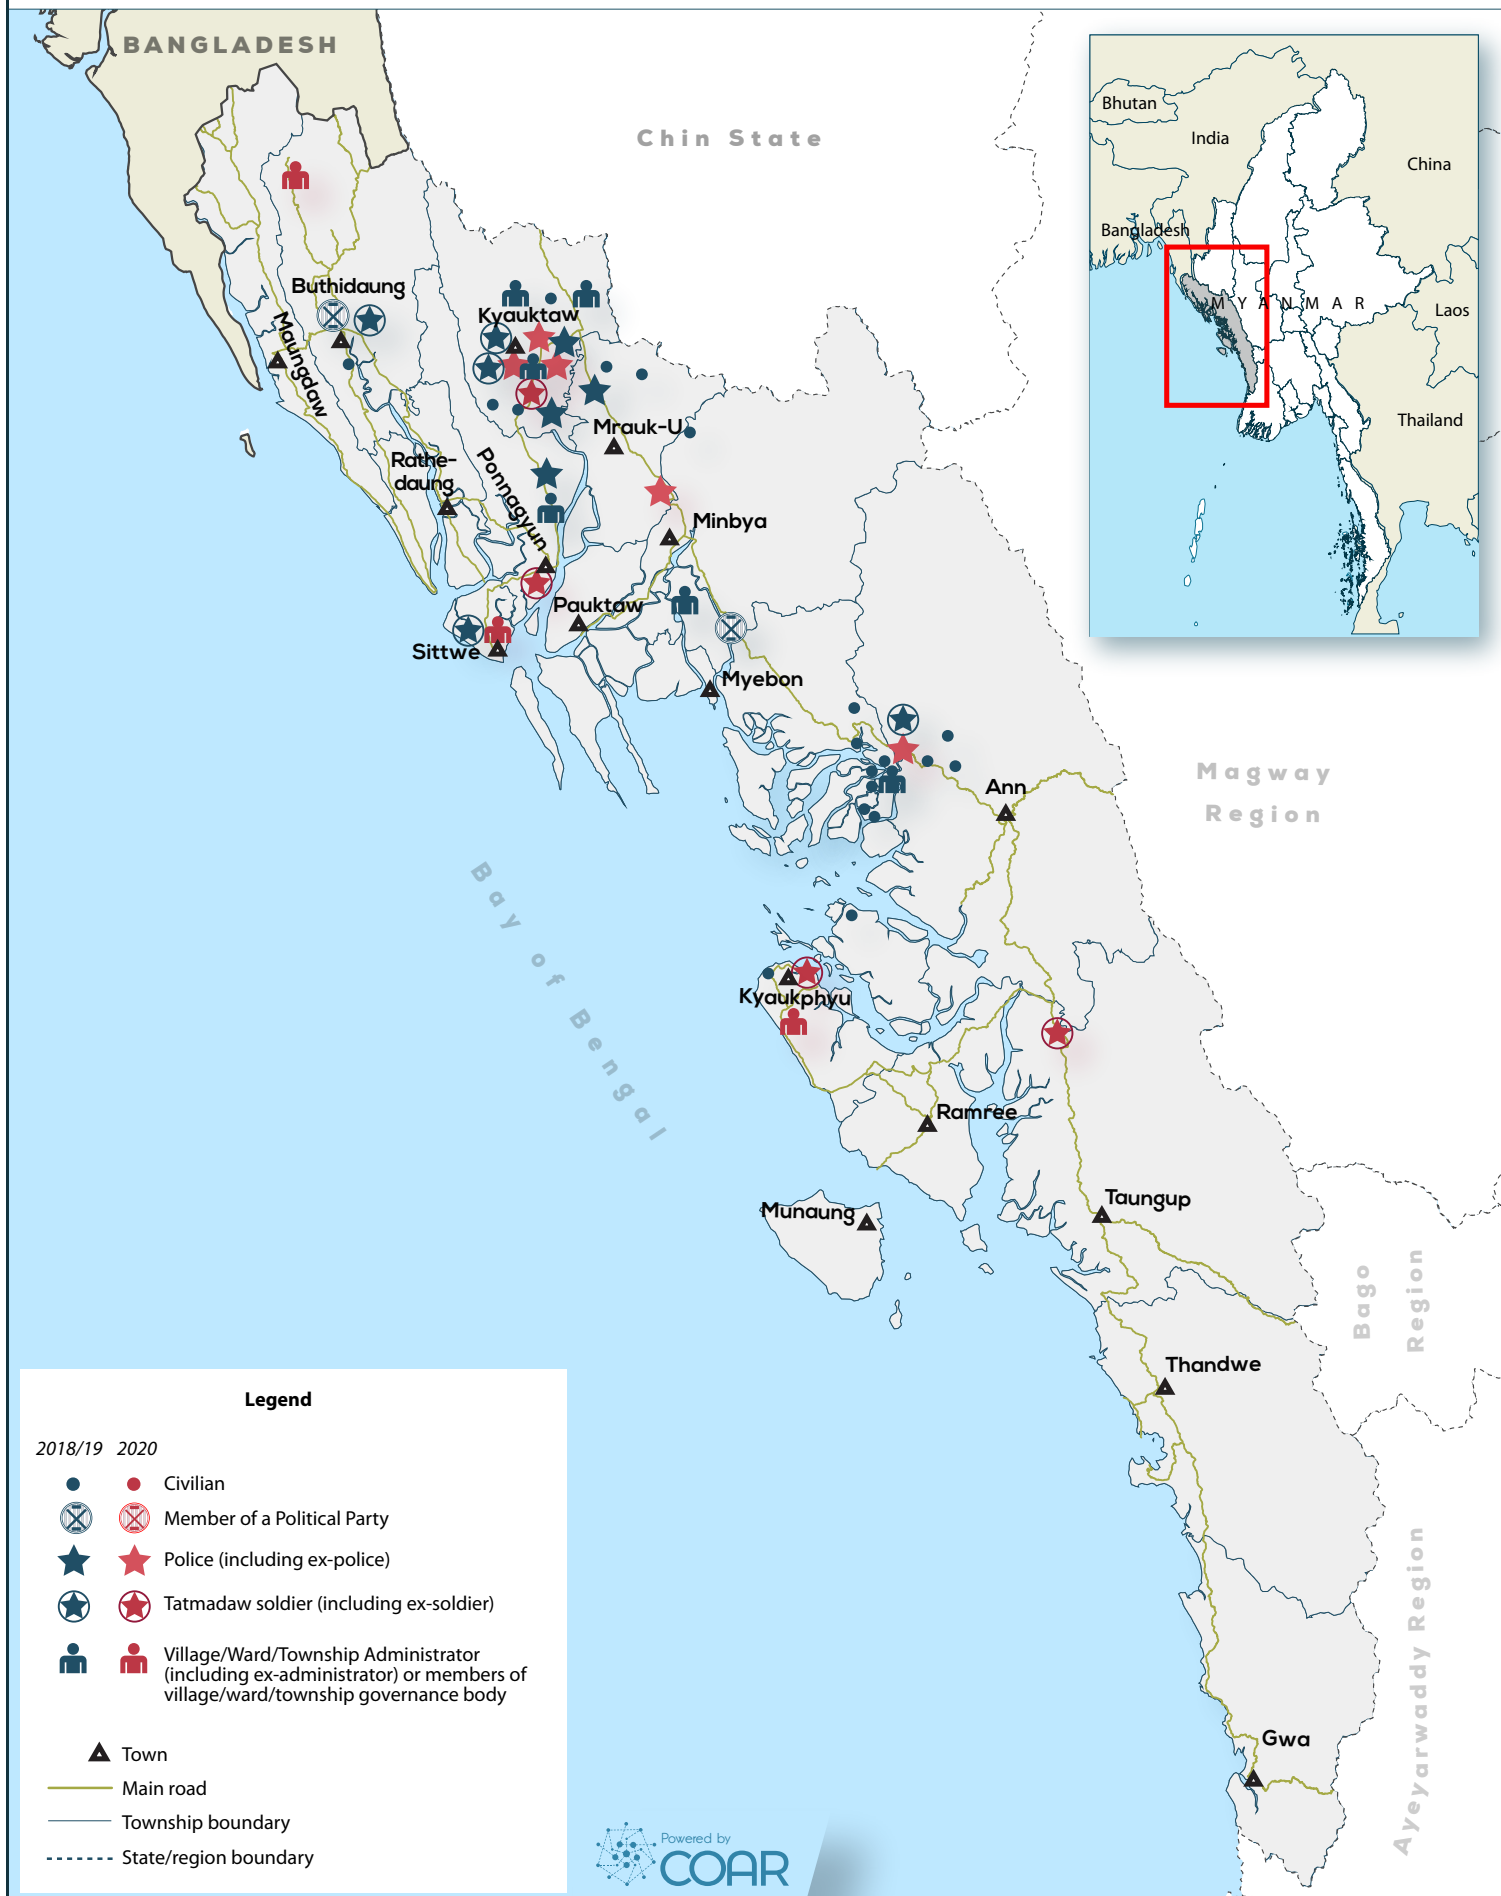 BANGLADESH
Chin State
Bhutan
India
China
Bangladesh
MYANMAR
Laos
Thailand
Buthidaung
Maungdaw
Kyauktaw
Mrauk-U
Rathe-
daung
Ponnagyun
Minbya
Pauktaw
Sittwe
Myebon
Magway
Region
Ann
Bay of Bengal
Kyaukphyu
Ramree
Munaung
Taungup
Bago
Region
Thandwe
Ayeyarwaddy Region
Gwa
Legend
2018/19 2020
Civilian
Member of a Political Party
Police (including ex-police)
Tatmadaw soldier (including ex-soldier)
Village/Ward/Township Administrator
(including ex-administrator) or members of
village/ward/township governance body
Town
Main road
Township boundary
State/region boundary
Powered by
COAR